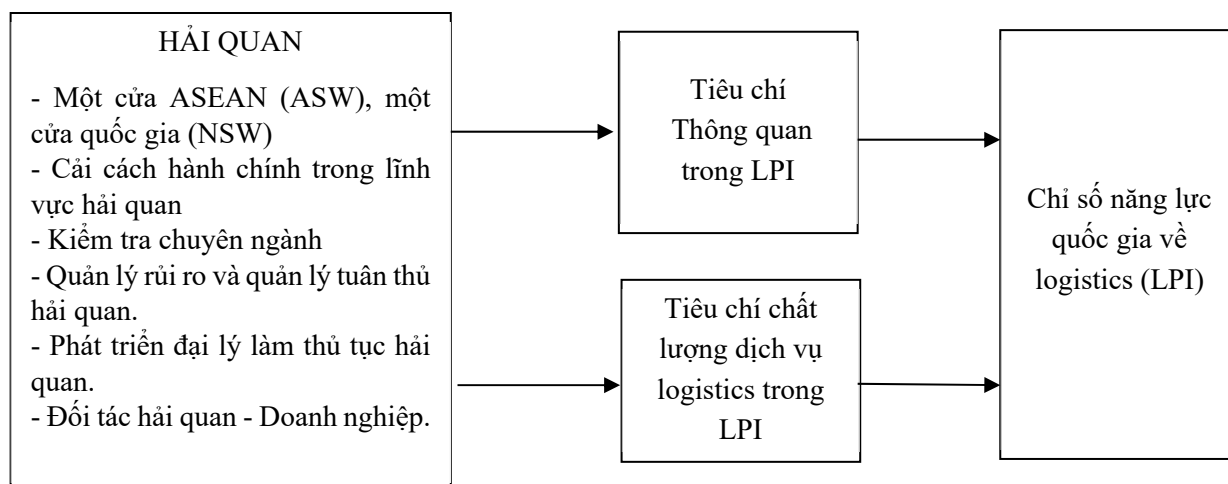 HẢI QUAN
- Một cửa ASEAN (ASW), một
cửa quốc gia (NSW)
- Cải cách hành chính trong lĩnh
vực hải quan
- Kiểm tra chuyên ngành
- Quản lý rủi ro và quản lý tuân thủ
hải quan.
- Phát triển đại lý làm thủ tục hải
quan.
- Đối tác hải quan - Doanh nghiệp.
Tiêu chí
Thông quan
trong LPI
Tiêu chí chất
lượng dịch vụ
logistics trong
LPI
Chỉ số năng lực
quốc gia về
logistics (LPI)